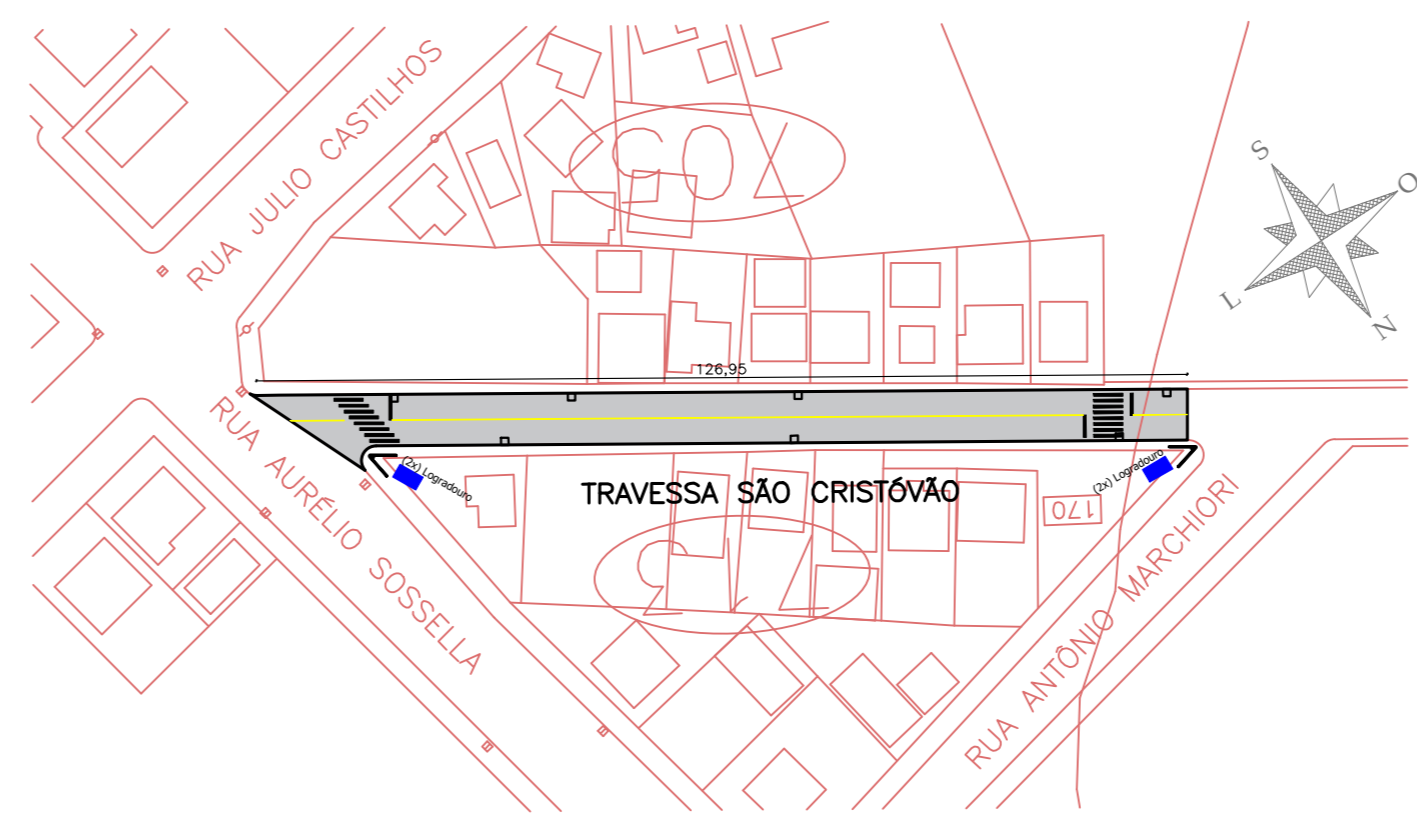 RUA JULIO CASTILHOS
S
O
L
N
126,95
RUA AURÉLIO SOSSELLA
(2x) Logradouro
(2x) Logradouro
TRAVESSA SÃO CRISTÓVÃO
170
RUA ANTÔNIO MARCHIORI